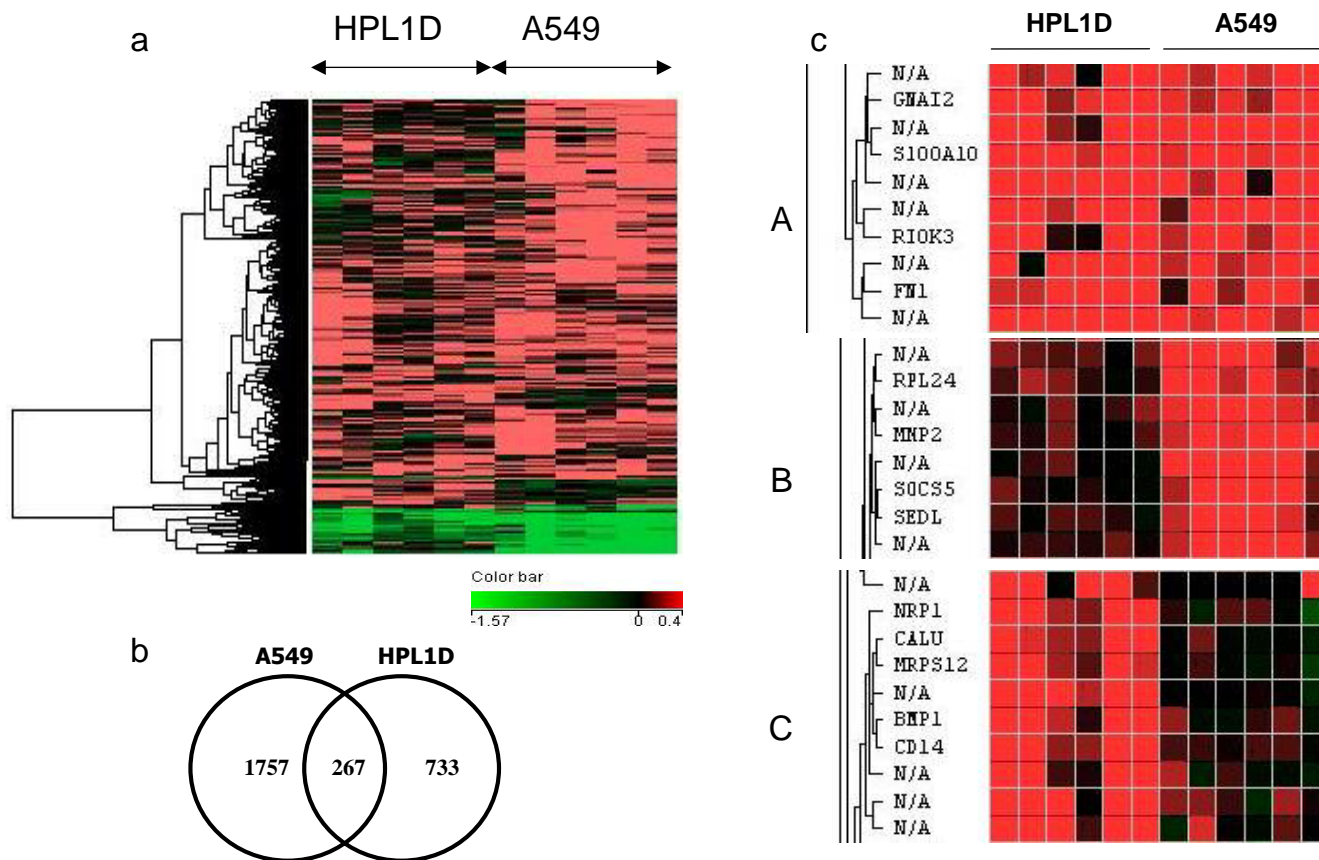 a
HPL1D A549
Color bar
-1.57 0 0.4
b
A549 HPL1D
1757 267 733
c
HPL1D A549
A
N/A
GNAI2
N/A
S100A10
N/A
N/A
RIOK3
N/A
FN1
N/A
B
N/A
RPL24
N/A
MMP2
N/A
SOCS5
SEDL
N/A
C
N/A
NRP1
CALU
MRPS12
N/A
BMP1
CD14
N/A
N/A
N/A